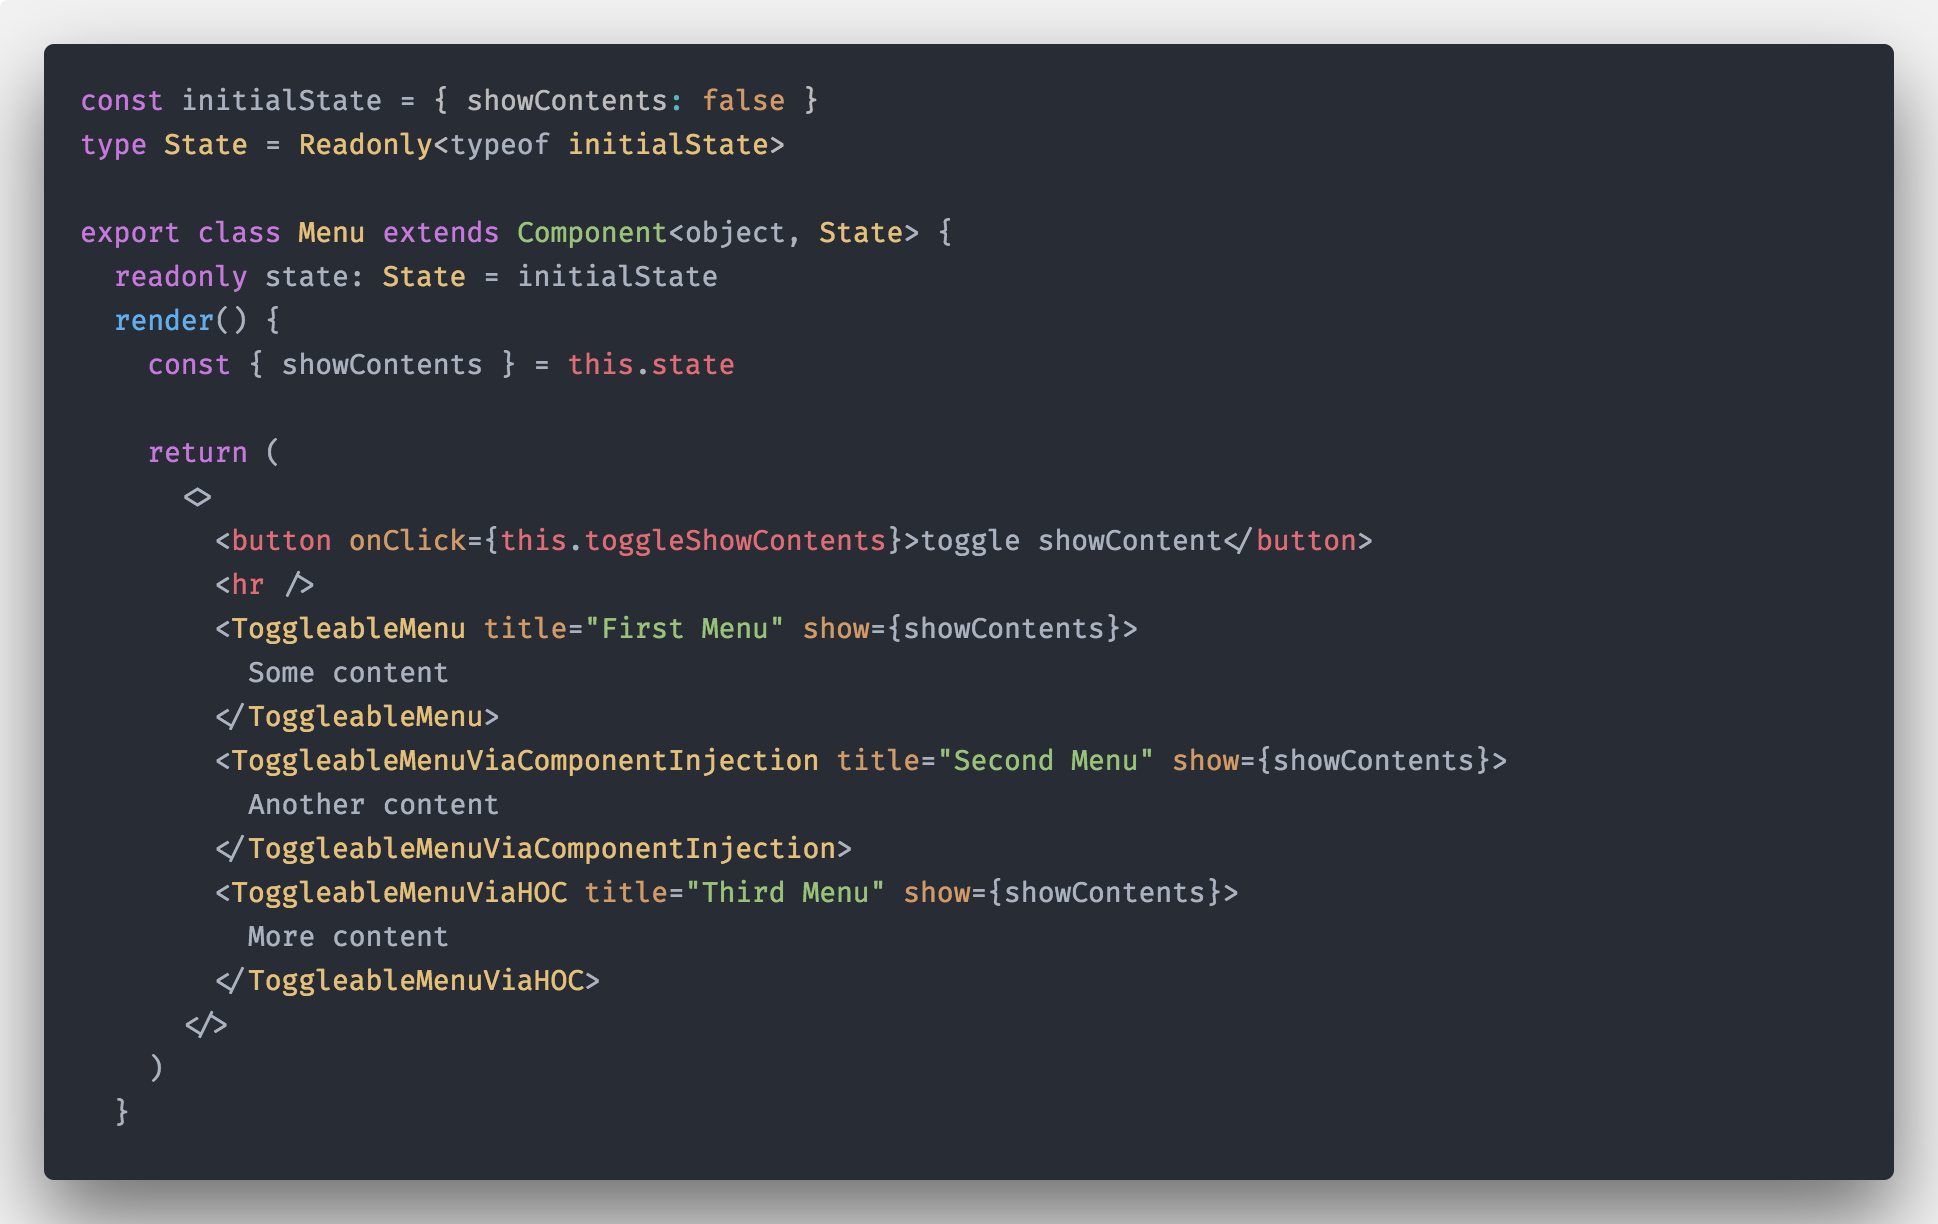 const initialState = { showContents: false }
type State = Readonly<typeof initialState>

export class Menu extends Component<object, State> {
  readonly state: State = initialState
  render() {
    const { showContents } = this.state

    return (
      <>
        <button onClick={this.toggleShowContents}>toggle showContent</button>
        <hr />
        <ToggleableMenu title="First Menu" show={showContents}>
          Some content
        </ToggleableMenu>
        <ToggleableMenuViaComponentInjection title="Second Menu" show={showContents}>
          Another content
        </ToggleableMenuViaComponentInjection>
        <ToggleableMenuViaHOC title="Third Menu" show={showContents}>
          More content
        </ToggleableMenuViaHOC>
      </>
    )
  }